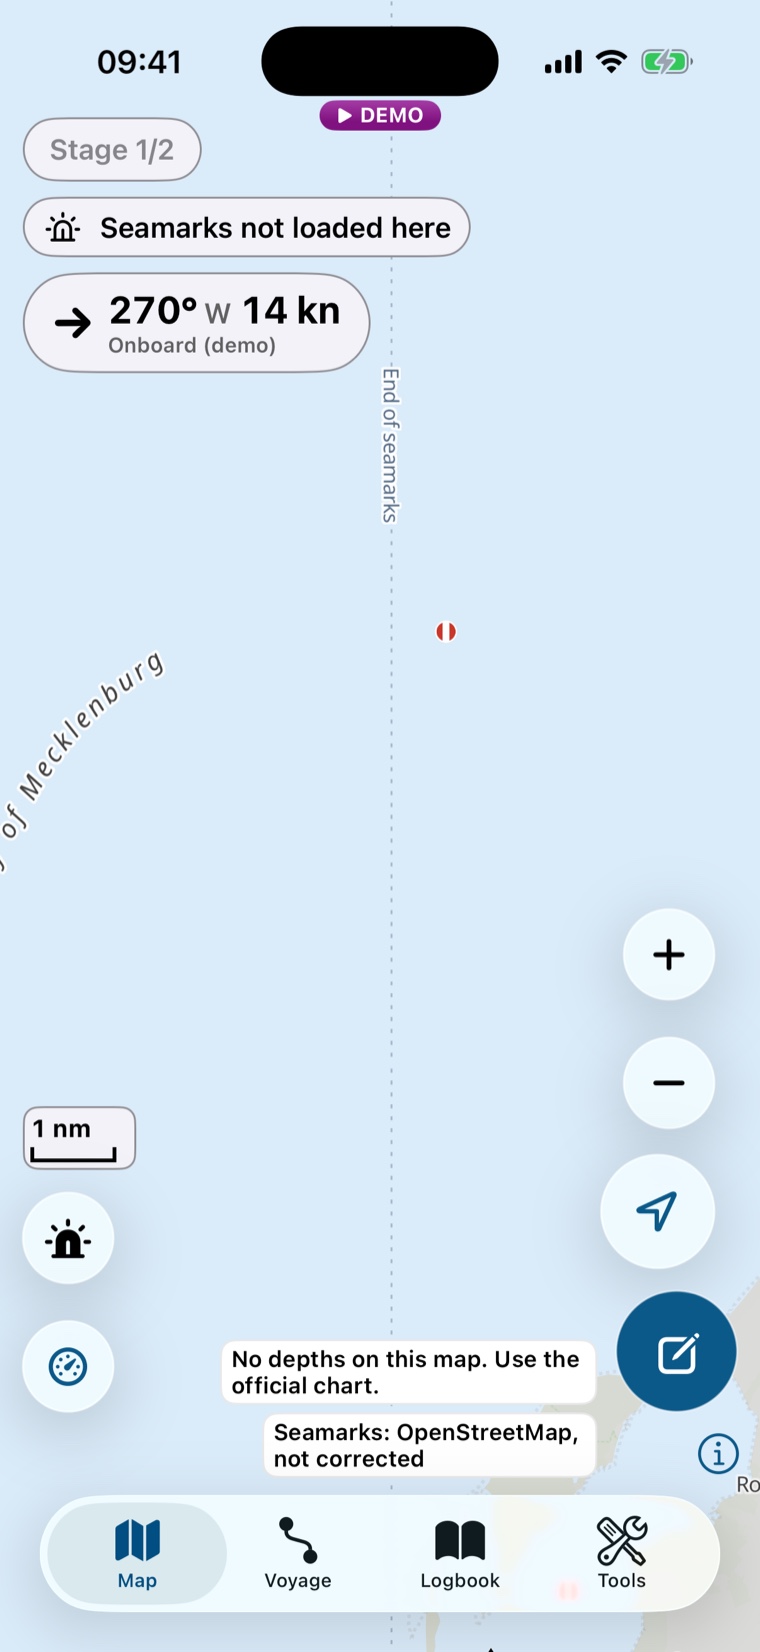 09:41
DEMO
Stage 1/2
Seamarks not loaded here
270° W 14 kn
Onboard (demo)
End of seamarks
of Mecklenburg
1 nm
No depths on this map. Use the
official chart.
Seamarks: OpenStreetMap,
not corrected
Ro
Map
Voyage
Logbook
Tools